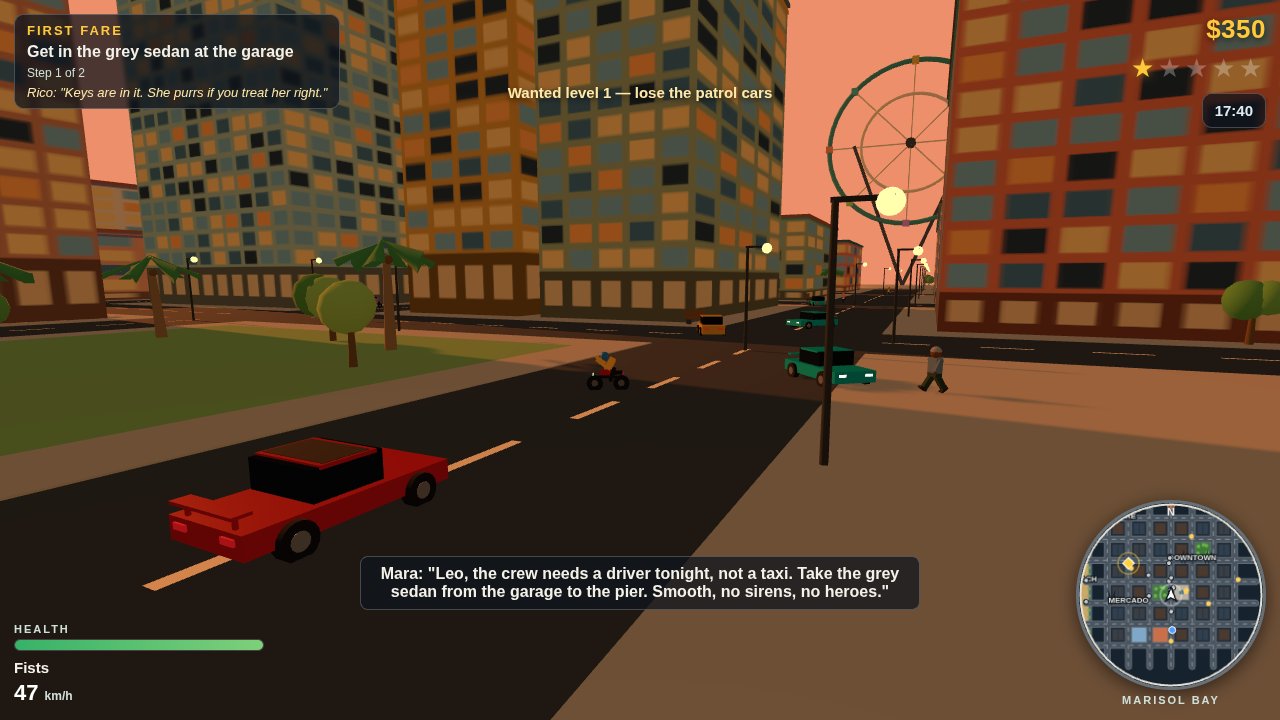 FIRST FARE
Get in the grey sedan at the garage
Step 1 of 2
Rico: "Keys are in it. She purrs if you treat her right."
Wanted level 1 — lose the patrol cars
$350
17:40
Mara: "Leo, the crew needs a driver tonight, not a taxi. Take the grey
sedan from the garage to the pier. Smooth, no sirens, no heroes."
HEALTH
Fists
47 km/h
N
OWNTOWN
MERCADO
MARISOL BAY